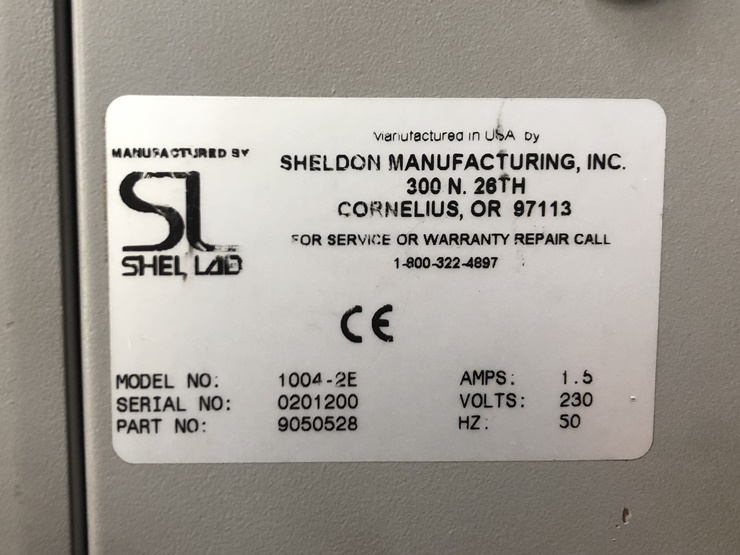 MANUFACTURED BY
SL
SHEL LAB
Manufactured in USA by
SHELDON MANUFACTURING, INC.
300 N. 26TH
CORNELIUS, OR 97113
FOR SERVICE OR WARRANTY REPAIR CALL
1-800-322-4897
CE
MODEL NO: 1004-2E AMPS: 1.5
SERIAL NO: 0201200 VOLTS: 230
PART NO: 9050528 HZ: 50